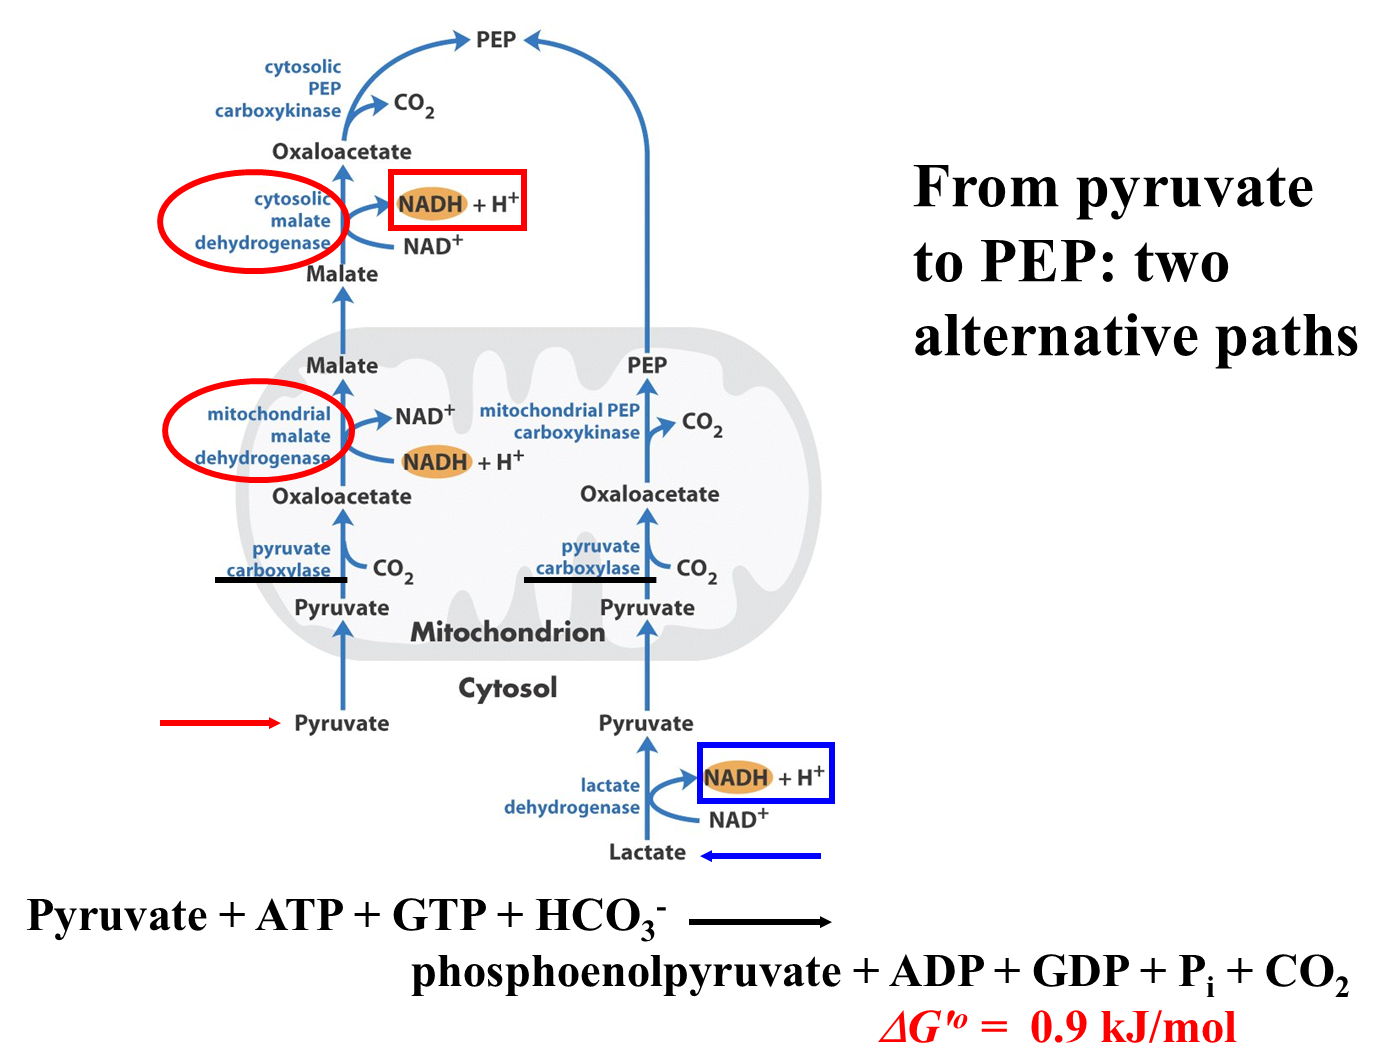 PEP
cytosolic
PEP
carboxykinase
CO2
Oxaloacetate
cytosolic
malate
dehydrogenase
NADH + H+
NAD+
Malate
Malate
mitochondrial
malate
dehydrogenase
NAD+
NADH + H+
Oxaloacetate
pyruvate
carboxylase
CO2
Pyruvate
Pyruvate
PEP
mitochondrial PEP
carboxykinase
CO2
Oxaloacetate
pyruvate
carboxylase
CO2
Pyruvate
Mitochondrion
Cytosol
Pyruvate
lactate
dehydrogenase
NADH + H+
NAD+
Lactate
From pyruvate
to PEP: two
alternative paths
Pyruvate + ATP + GTP + HCO3-
phosphoenolpyruvate + ADP + GDP + Pi + CO2
ΔG'o = 0.9 kJ/mol